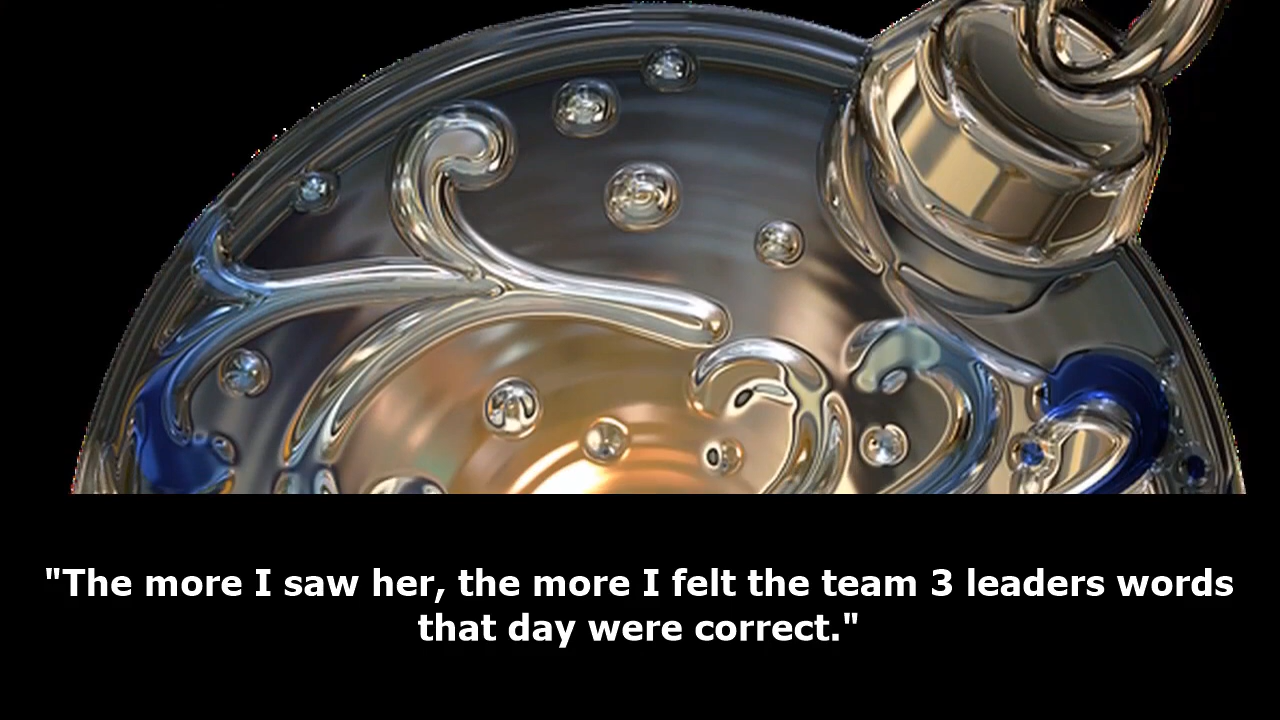 "The more I saw her, the more I felt the team 3 leaders words
that day were correct."